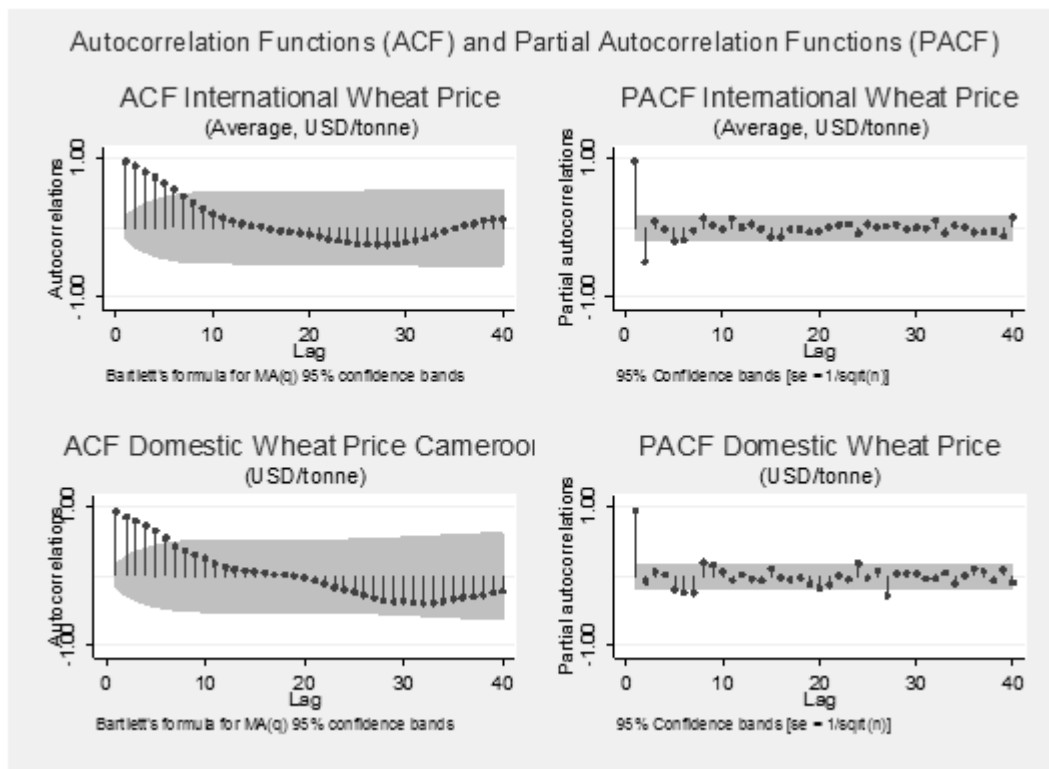 Autocorrelation Functions (ACF) and Partial Autocorrelation Functions (PACF)
ACF International Wheat Price
(Average, USD/tonne)
Autocorrelations
1.00
-1.00
0 10 20 30 40
Lag
Bartlett's formula for MA(q) 95% confidence bands
PACF International Wheat Price
(Average, USD/tonne)
Partial autocorrelations
1.00
-1.00
0 10 20 30 40
Lag
95% Confidence bands [se = 1/sqrt(n)]
ACF Domestic Wheat Price Cameroon
(USD/tonne)
Autocorrelations
1.00
-1.00
0 10 20 30 40
Lag
Bartlett's formula for MA(q) 95% confidence bands
PACF Domestic Wheat Price
(USD/tonne)
Partial autocorrelations
1.00
-1.00
0 10 20 30 40
Lag
95% Confidence bands [se = 1/sqrt(n)]